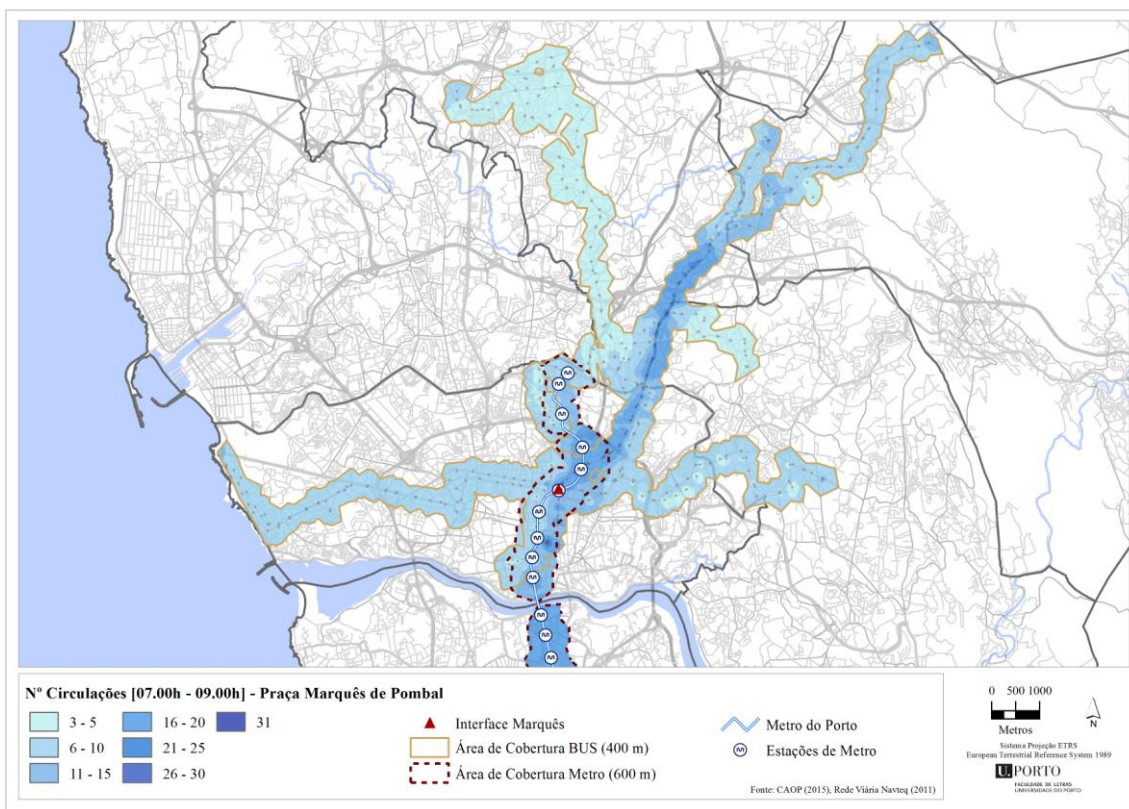 Nº Circulações [07.00h - 09.00h] - Praça Marquês de Pombal
3 - 5
6 - 10
11 - 15
16 - 20
21 - 25
26 - 30
31
Interface Marquês
Área de Cobertura BUS (400 m)
Área de Cobertura Metro (600 m)
Metro do Porto
Estações de Metro
Fonte: CAOP (2015), Rede Viária Navteq (2011)
0 500 1000
Metros
N
Sistema Projeção ETRS
European Terrestrial Reference System 1989
U. PORTO
FACULDADE DE LETRAS
UNIVERSIDADE DO PORTO